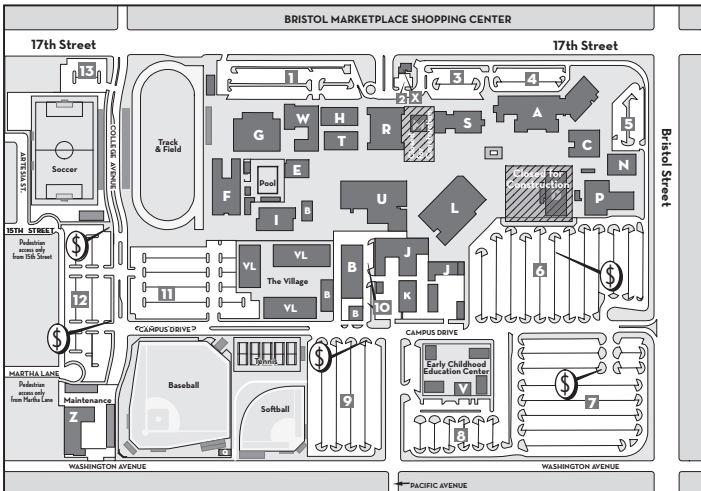 BRISTOL MARKETPLACE SHOPPING CENTER
17th Street
17th Street
13
1
2
X
3
4
5
COLLEGE AVENUE
ARTESIA ST.
Soccer
Track
& Field
G
W
H
T
R
S
A
C
N
P
F
E
Pool
I
B
U
L
Closed for
Construction
Bristol Street
15TH STREET
Pedestrian
access only
from 15th Street
$
12
$
11
VL
VL
The Village
VL
B
B
B
10
J
J
K
6
$
CAMPUS DRIVE
CAMPUS DRIVE
MARTHA LANE
Pedestrian
access only
from Martha Lane
Maintenance
Z
Baseball
Tennis
Softball
$
9
Early Childhood
Education Center
V
8
$
7
WASHINGTON AVENUE
WASHINGTON AVENUE
PACIFIC AVENUE